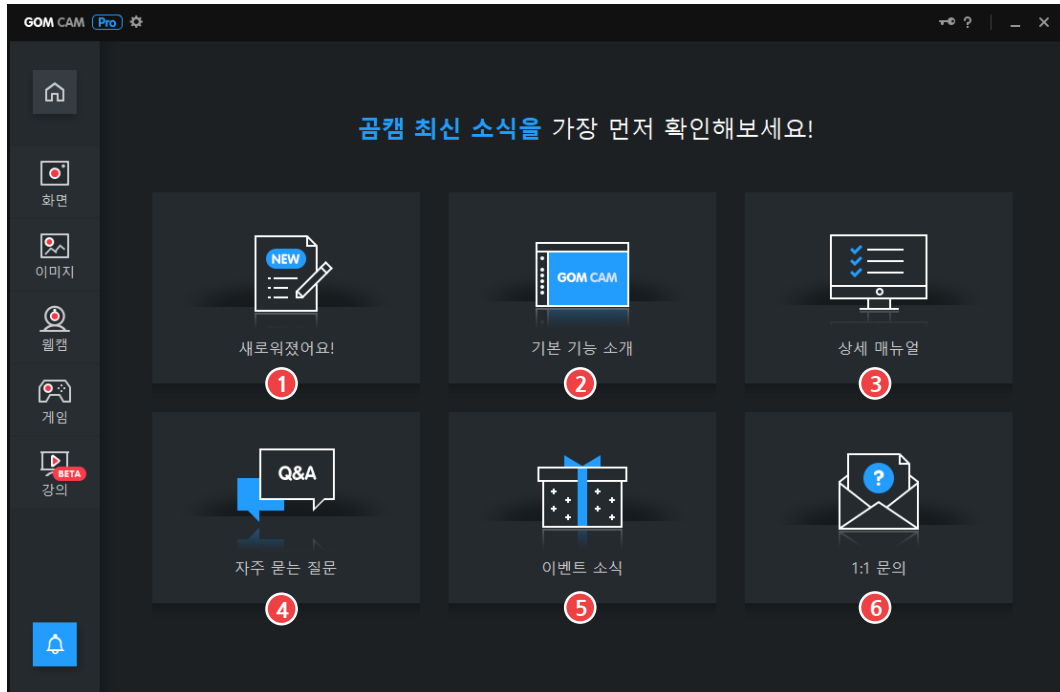 GOM CAM Pro
?
곰캠 최신 소식을 가장 먼저 확인해보세요!
화면
이미지
웹캠
게임
BETA
강의
NEW
새로워졌어요!
1
GOM CAM
기본 기능 소개
2
상세 매뉴얼
3
Q&A
자주 묻는 질문
4
이벤트 소식
5
?
1:1 문의
6